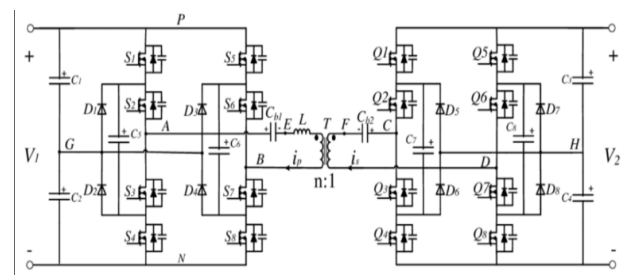 P
+ S1 S5 Q1 Q5 +
C1 S2 S6 Q2 Q6 C3
D1 D3 Cb1 E L T F Cb2 D5 D7
G C5 A C6 C C7 C8 H
V1 B ip is D V2
n:1
C2 D2 S3 D4 S7 Q3 D6 Q7 D8 C4
- S4 S8 Q4 Q8 -
N